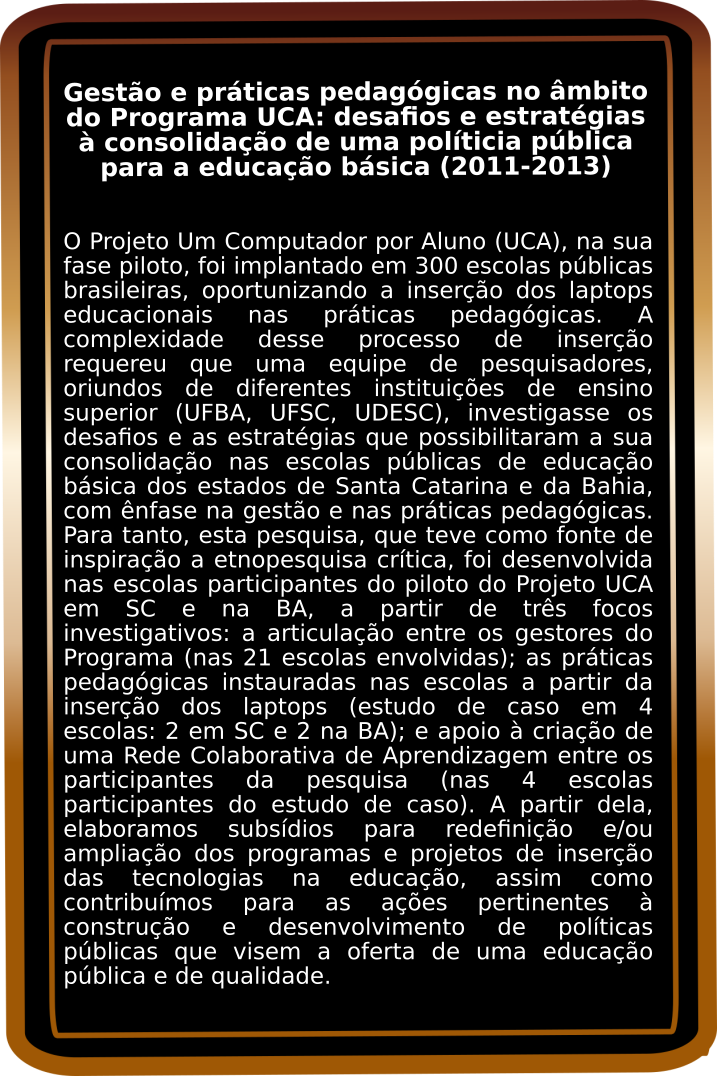 Gestão e práticas pedagógicas no âmbito
do Programa UCA: desafios e estratégias
à consolidação de uma políticia pública
para a educação básica (2011-2013)
O Projeto Um Computador por Aluno (UCA), na sua
fase piloto, foi implantado em 300 escolas públicas
brasileiras, oportunizando a inserção dos laptops
educacionais nas práticas pedagógicas. A
complexidade desse processo de inserção
requereu que uma equipe de pesquisadores,
oriundos de diferentes instituições de ensino
superior (UFBA, UFSC, UDESC), investigasse os
desafios e as estratégias que possibilitaram a sua
consolidação nas escolas públicas de educação
básica dos estados de Santa Catarina e da Bahia,
com ênfase na gestão e nas práticas pedagógicas.
Para tanto, esta pesquisa, que teve como fonte de
inspiração a etnopesquisa crítica, foi desenvolvida
nas escolas participantes do piloto do Projeto UCA
em SC e na BA, a partir de três focos
investigativos: a articulação entre os gestores do
Programa (nas 21 escolas envolvidas); as práticas
pedagógicas instauradas nas escolas a partir da
inserção dos laptops (estudo de caso em 4
escolas: 2 em SC e 2 na BA); e apoio à criação de
uma Rede Colaborativa de Aprendizagem entre os
participantes da pesquisa (nas 4 escolas
participantes do estudo de caso). A partir dela,
elaboramos subsídios para redefinição e/ou
ampliação dos programas e projetos de inserção
das tecnologias na educação, assim como
contribuímos para as ações pertinentes à
construção e desenvolvimento de políticas
públicas que visem a oferta de uma educação
pública e de qualidade.